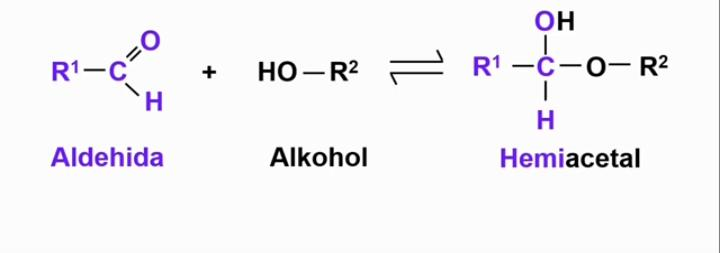 R¹—C=O H + HO—R² ⇌ R¹—C—O—R² OH H
Aldehida Alkohol Hemiacetal